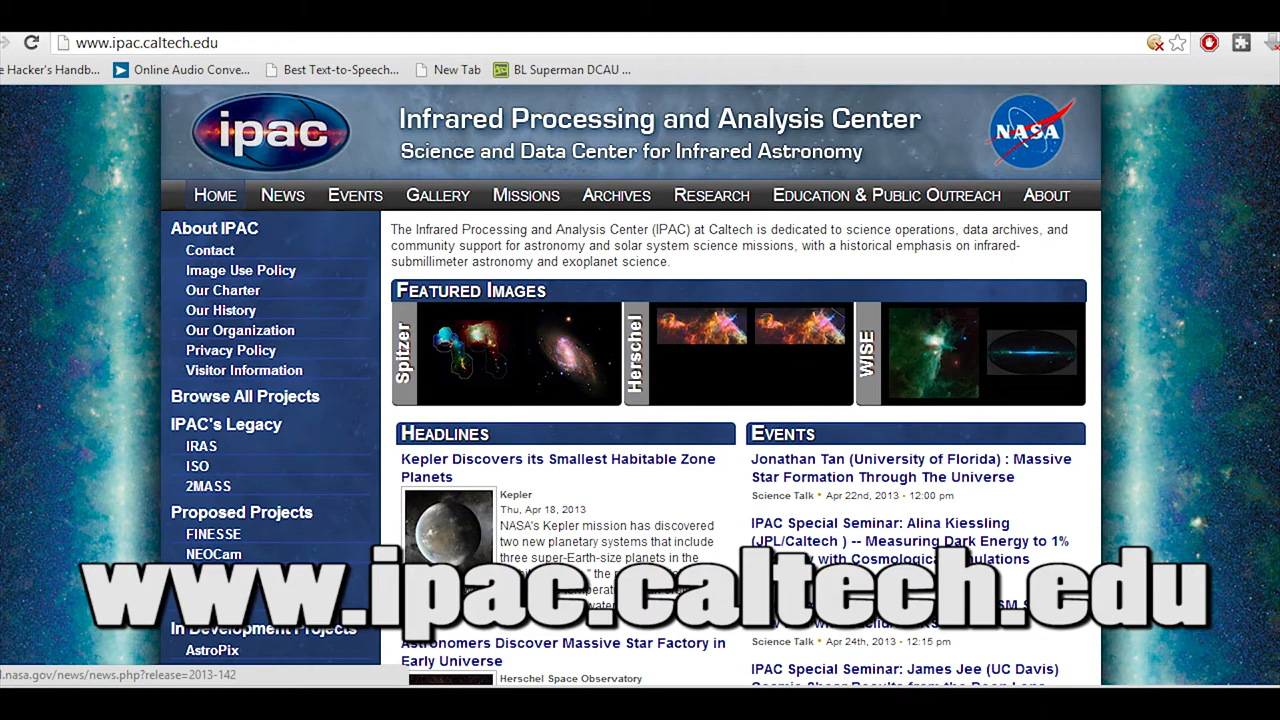 www.ipac.caltech.edu
e Hacker's Handb...
Online Audio Conve...
Best Text-to-Speech...
New Tab
BL Superman DCAU ...
ipac
Infrared Processing and Analysis Center
Science and Data Center for Infrared Astronomy
NASA
HOME NEWS EVENTS GALLERY MISSIONS ARCHIVES RESEARCH EDUCATION & PUBLIC OUTREACH ABOUT
About IPAC
Contact
Image Use Policy
Our Charter
Our History
Our Organization
Privacy Policy
Visitor Information
Browse All Projects
IPAC's Legacy
IRAS
ISO
2MASS
Proposed Projects
FINESSE
NEOCam
In Development Projects
AstroPix
The Infrared Processing and Analysis Center (IPAC) at Caltech is dedicated to science operations, data archives, and
community support for astronomy and solar system science missions, with a historical emphasis on infrared-
submillimeter astronomy and exoplanet science.
FEATURED IMAGES
Spitzer
Herschel
WISE
HEADLINES
Kepler Discovers its Smallest Habitable Zone
Planets
Kepler
Thu, Apr 18, 2013
NASA's Kepler mission has discovered
two new planetary systems that include
three super-Earth-size planets in the
Astronomers Discover Massive Star Factory in
Early Universe
Herschel Space Observatory
EVENTS
Jonathan Tan (University of Florida) : Massive
Star Formation Through The Universe
Science Talk • Apr 22nd, 2013 • 12:00 pm
IPAC Special Seminar: Alina Kiessling
(JPL/Caltech ) -- Measuring Dark Energy to 1%
with Cosmological
Science Talk • Apr 24th, 2013 • 12:15 pm
IPAC Special Seminar: James Jee (UC Davis)
www.ipac.caltech.edu
l.nasa.gov/news/news.php?release=2013-142